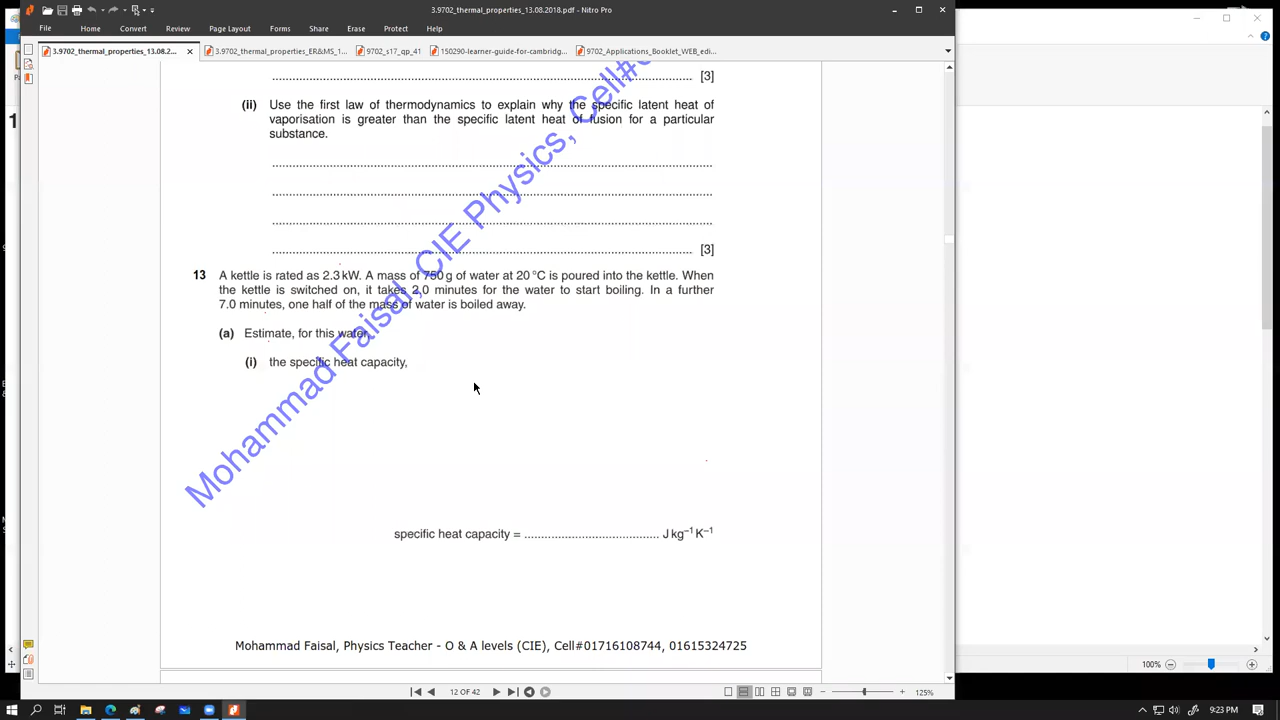 3.9702_thermal_properties_13.08.2018.pdf - Nitro Pro
File Home Convert Review Page Layout Forms Share Erase Protect Help
3.9702_thermal_properties_13.08.2... 3.9702_thermal_properties_ER&MS_1... 9702_s17_qp_41 150290-learner-guide-for-cambridg... 9702_Applications_Booklet_WEB_edi...
[3]
(ii) Use the first law of thermodynamics to explain why the specific latent heat of
vaporisation is greater than the specific latent heat of fusion for a particular
substance.
[3]
13 A kettle is rated as 2.3 kW. A mass of 750 g of water at 20 °C is poured into the kettle. When
the kettle is switched on, it takes 2.0 minutes for the water to start boiling. In a further
7.0 minutes, one half of the mass of water is boiled away.
(a) Estimate, for this water,
(i) the specific heat capacity,
Mohammad Faisal, CIE Physics, Cell#
specific heat capacity = ...................................... J kg⁻¹ K⁻¹
Mohammad Faisal, Physics Teacher - O & A levels (CIE), Cell#01716108744, 01615324725
12 OF 42
125%
1
100%
9:23 PM